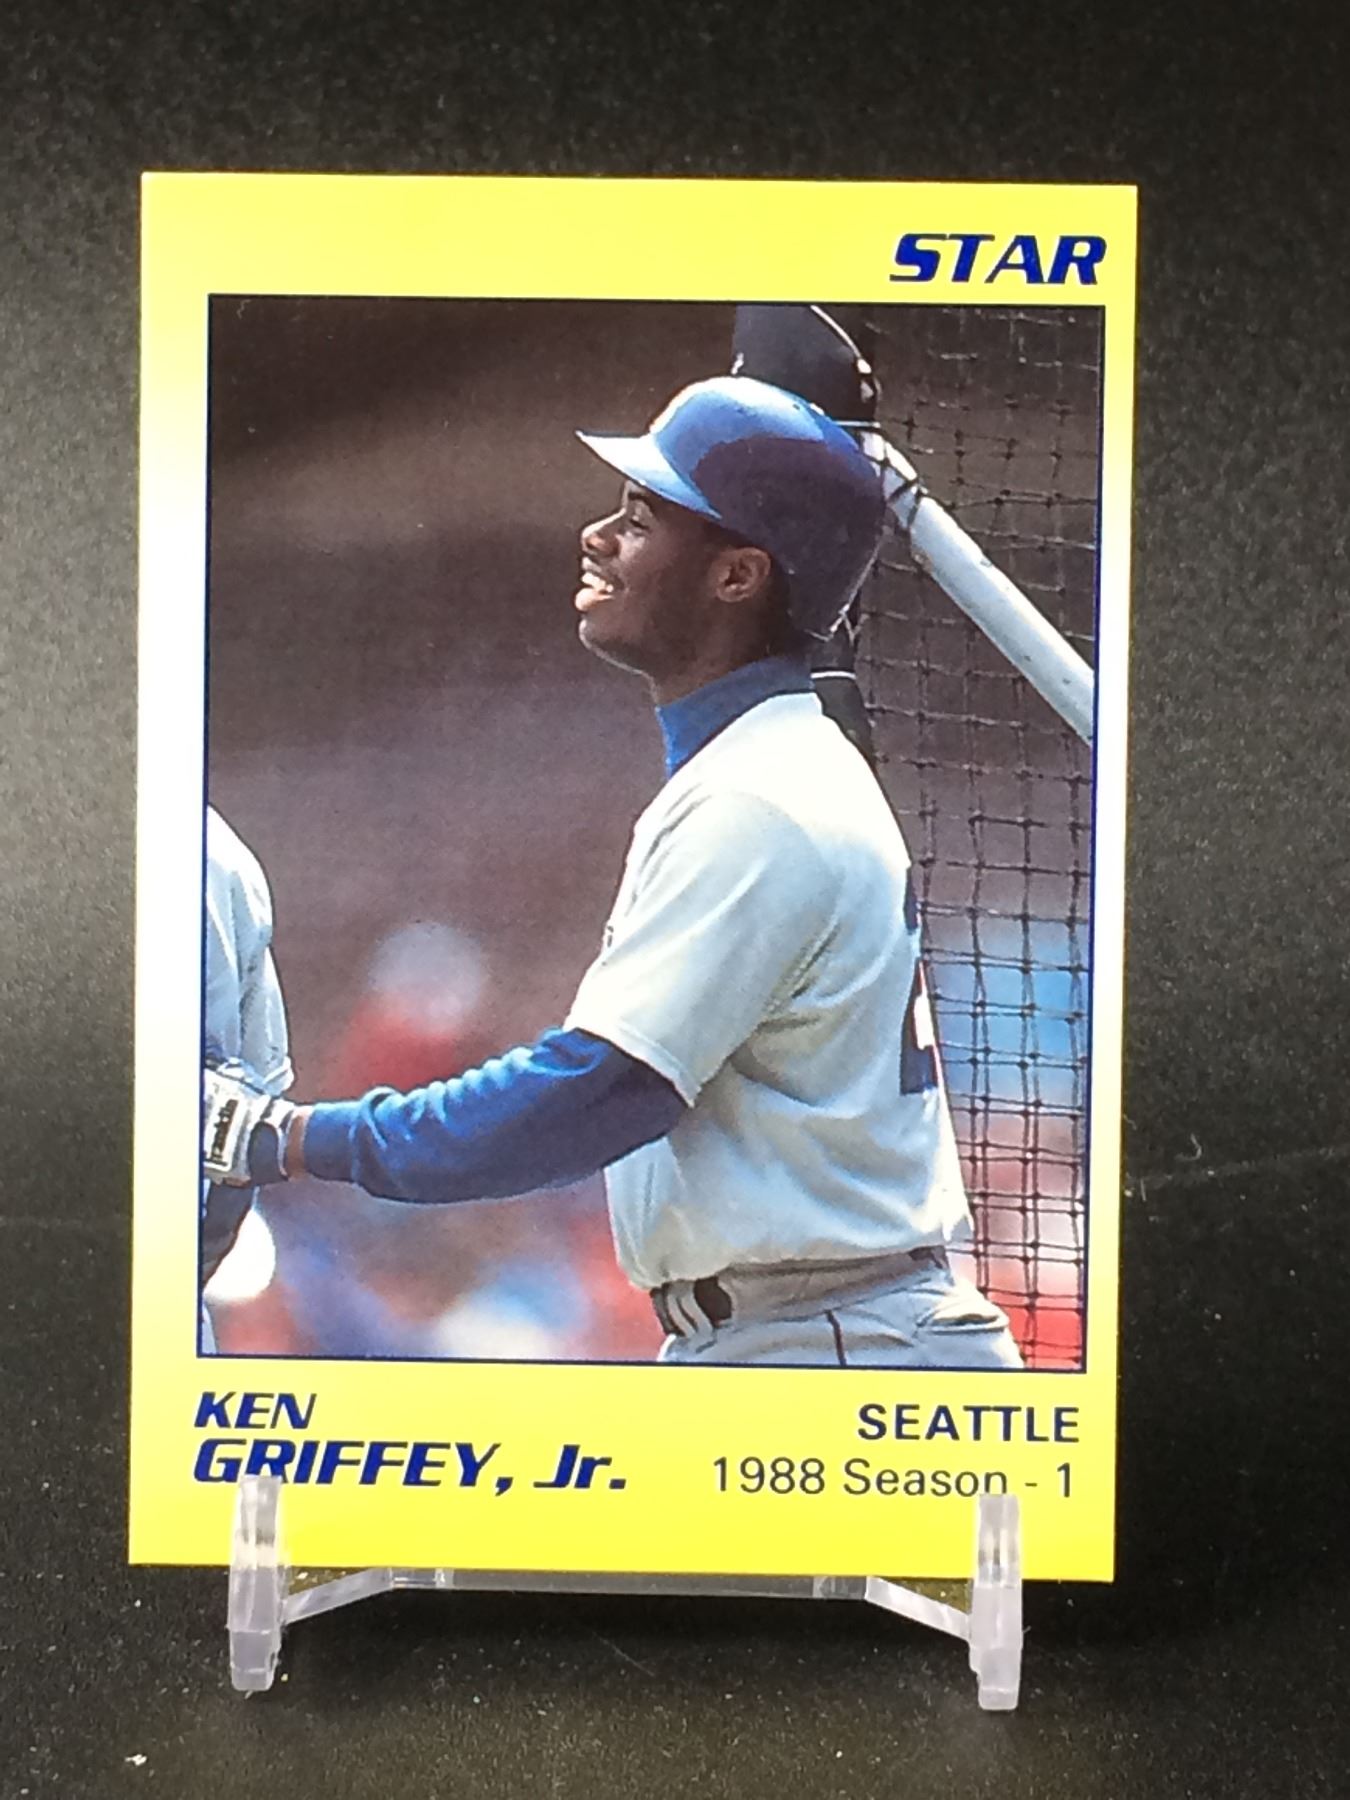 STAR
KEN
GRIFFEY, Jr.
SEATTLE
1988 Season - 1